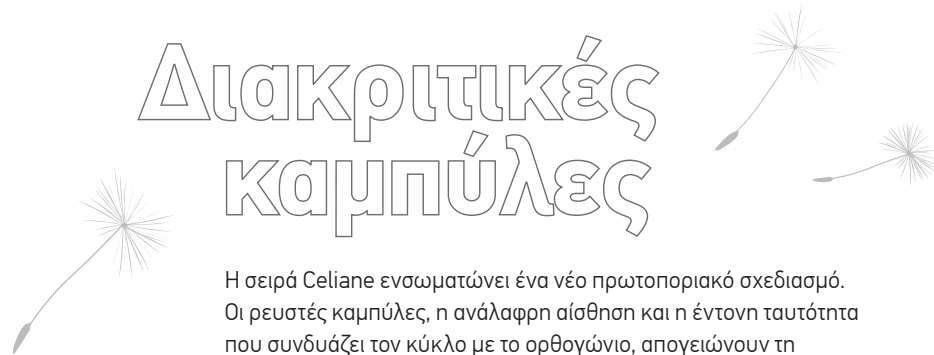 Διακριτικές
καμπύλες
Η σειρά Celiane ενσωματώνει ένα νέο πρωτοποριακό σχεδιασμό.
Οι ρευστές καμπύλες, η ανάλαφρη αίσθηση και η έντονη ταυτότητα
που συνδυάζει τον κύκλο με το ορθογώνιο, απογειώνουν τη